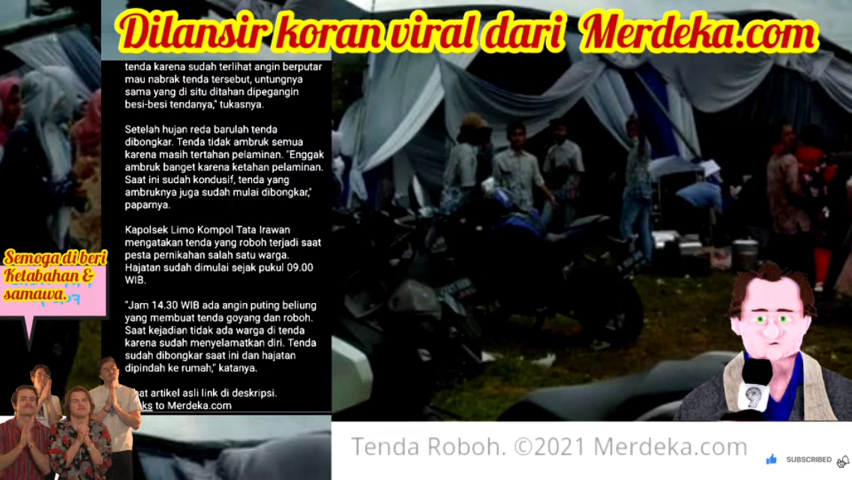 Dilansir koran viral dari Merdeka.com
tenda karena sudah terlihat angin berputar
mau nabrak tenda tersebut, untungnya
sama yang di situ ditahan dipegangin
besi-besi tendanya," tukasnya.
Setelah hujan reda barulah tenda
dibongkar. Tenda tidak ambruk semua
karena masih tertahan pelaminan. "Enggak
ambruk banget karena ketahan pelaminan.
Saat ini sudah kondusif, tenda yang
ambruknya juga sudah mulai dibongkar,"
paparnya.
Kapolsek Limo Kompol Tata Irawan
mengatakan tenda yang roboh terjadi saat
pesta pernikahan salah satu warga.
Hajatan sudah dimulai sejak pukul 09.00
WIB.
"Jam 14.30 WIB ada angin puting beliung
yang membuat tenda goyang dan roboh.
Saat kejadian tidak ada warga di tenda
karena sudah menyelamatkan diri. Tenda
sudah dibongkar saat ini dan hajatan
dipindah ke rumah," katanya.
artikel asli link di deskripsi.
to Merdeka.com
Semoga di beri
Ketabahan &
samawa.
Tenda Roboh. ©2021 Merdeka.com
SUBSCRIBED